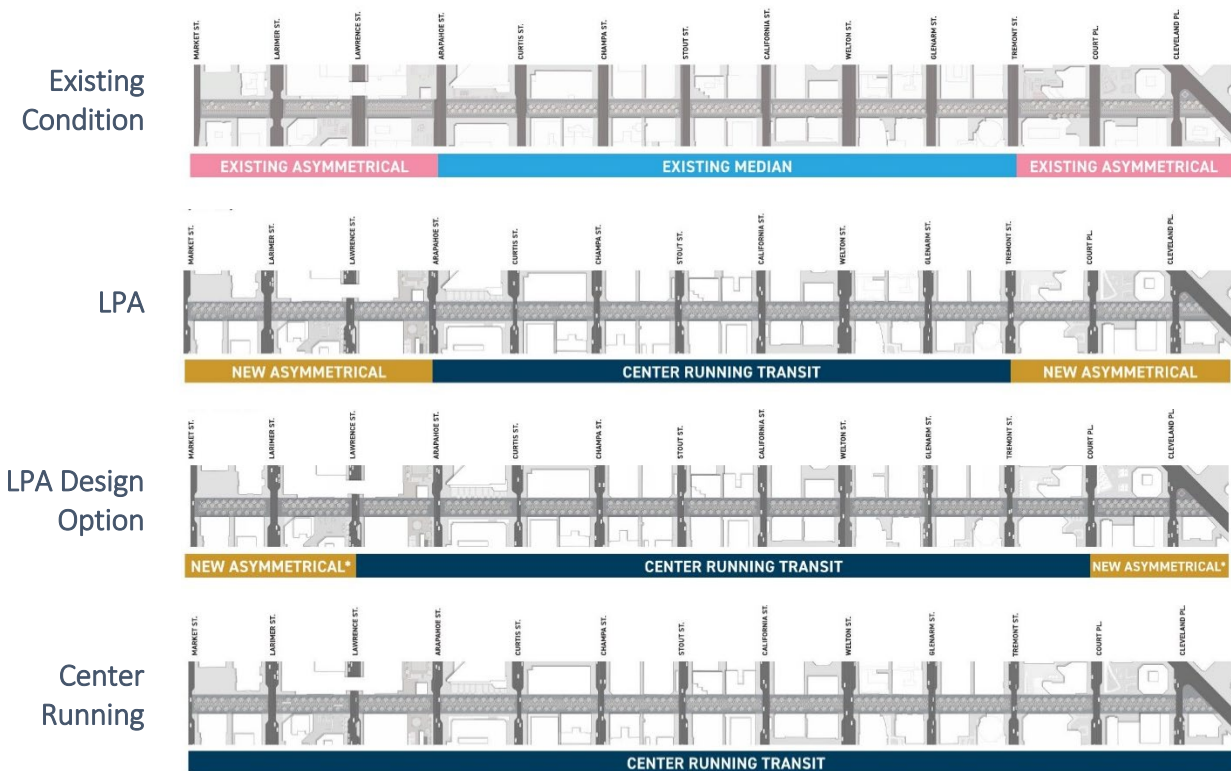 MARKET ST.
LARIMER ST.
LAWRENCE ST.
ARAPAHOE ST.
CURTIS ST.
CHAMPA ST.
STOUT ST.
CALIFORNIA ST.
WELTON ST.
GLENARM ST.
TREMONT ST.
COURT PL.
CLEVELAND PL.
Existing
Condition
EXISTING ASYMMETRICAL
EXISTING MEDIAN
EXISTING ASYMMETRICAL
MARKET ST.
LARIMER ST.
LAWRENCE ST.
ARAPAHOE ST.
CURTIS ST.
CHAMPA ST.
STOUT ST.
CALIFORNIA ST.
WELTON ST.
GLENARM ST.
TREMONT ST.
COURT PL.
CLEVELAND PL.
LPA
NEW ASYMMETRICAL
CENTER RUNNING TRANSIT
NEW ASYMMETRICAL
MARKET ST.
LARIMER ST.
LAWRENCE ST.
ARAPAHOE ST.
CURTIS ST.
CHAMPA ST.
STOUT ST.
CALIFORNIA ST.
WELTON ST.
GLENARM ST.
TREMONT ST.
COURT PL.
CLEVELAND PL.
LPA Design
Option
NEW ASYMMETRICAL*
CENTER RUNNING TRANSIT
NEW ASYMMETRICAL*
MARKET ST.
LARIMER ST.
LAWRENCE ST.
ARAPAHOE ST.
CURTIS ST.
CHAMPA ST.
STOUT ST.
CALIFORNIA ST.
WELTON ST.
GLENARM ST.
TREMONT ST.
COURT PL.
CLEVELAND PL.
Center
Running
CENTER RUNNING TRANSIT